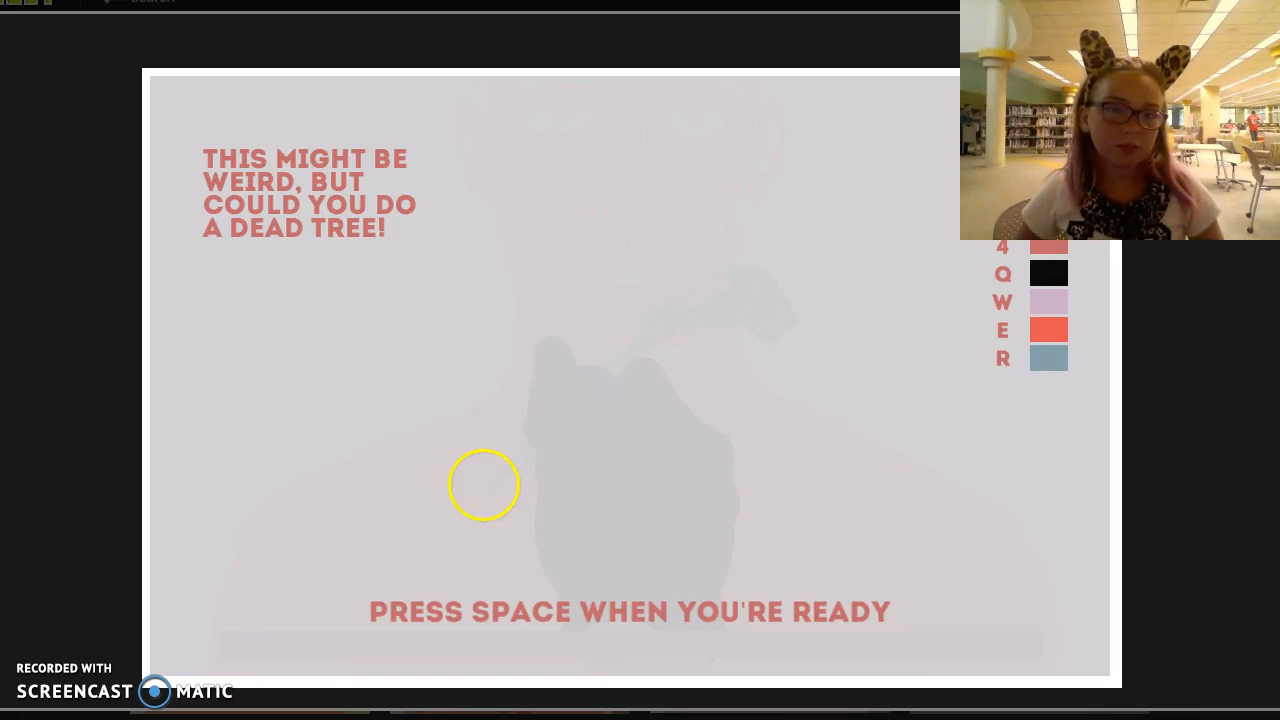 THIS MIGHT BE
WEIRD, BUT
COULD YOU DO
A DEAD TREE!
4
Q
W
E
R
PRESS SPACE WHEN YOU'RE READY
RECORDED WITH
SCREENCAST MATIC